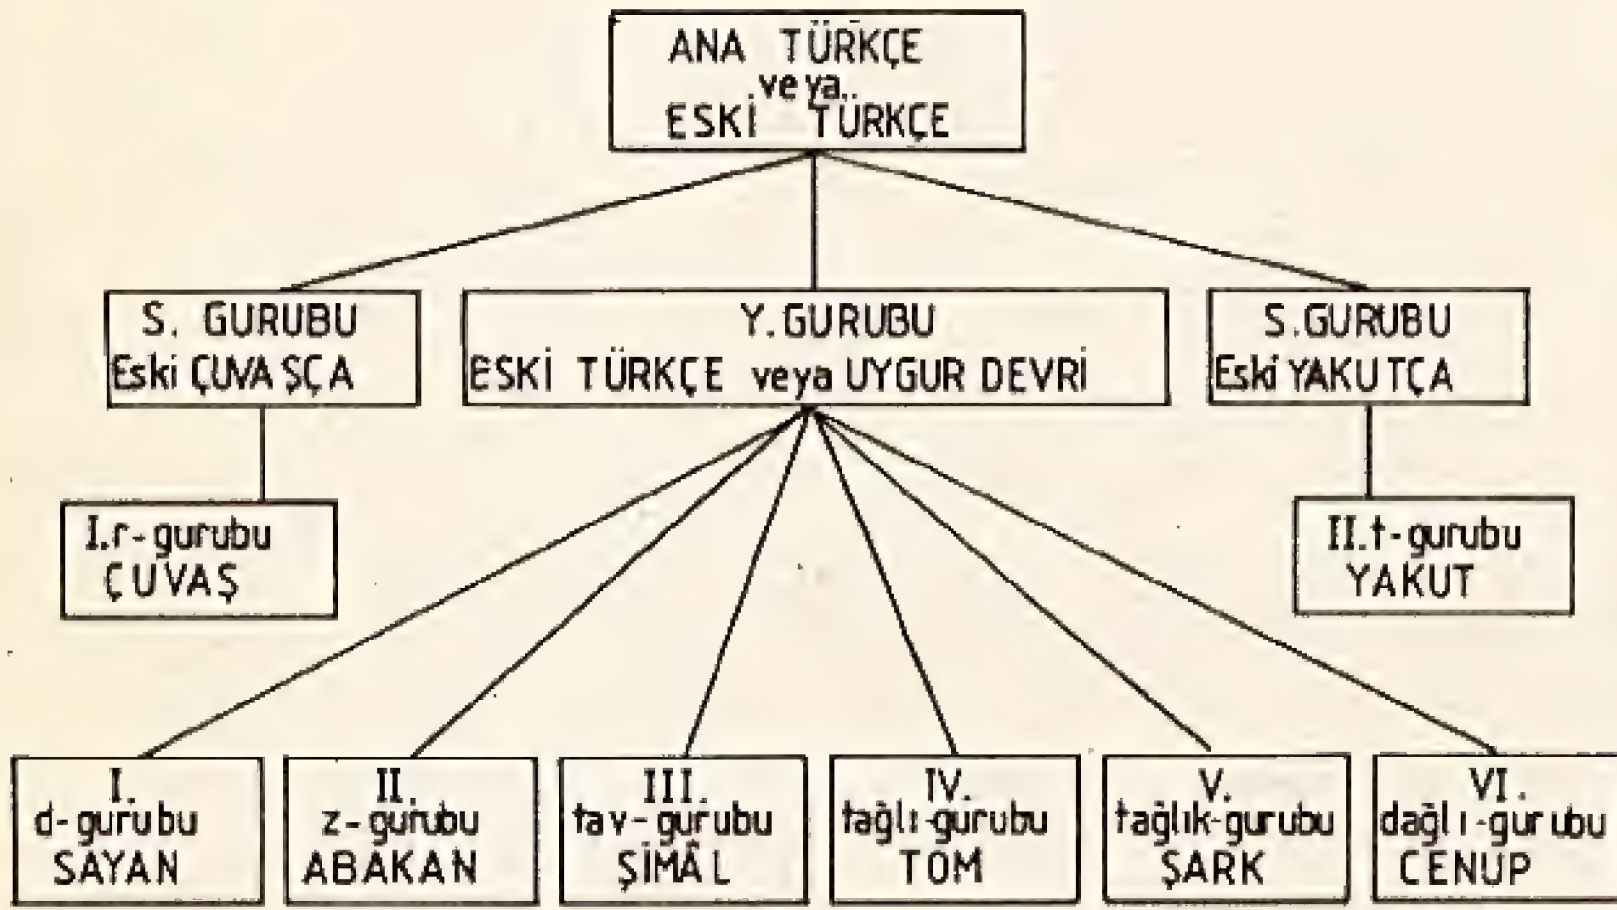 ANA TÜRKÇE
veya
ESKİ TÜRKÇE
S. GURUBU
Eski ÇUVAŞÇA
Y. GURUBU
ESKİ TÜRKÇE veya UYGUR DEVRİ
S. GURUBU
Eski YAKUTÇA
I. r- gurubu
ÇUVAŞ
II. t- gurubu
YAKUT
I.
d- gurubu
SAYAN
II.
z- gurubu
ABAKAN
III.
tav- gurubu
ŞİMÂL
IV.
tağlı-gurubu
TOM
V.
tağlık-gurubu
ŞARK
VI.
dağlı-gurubu
CENUP